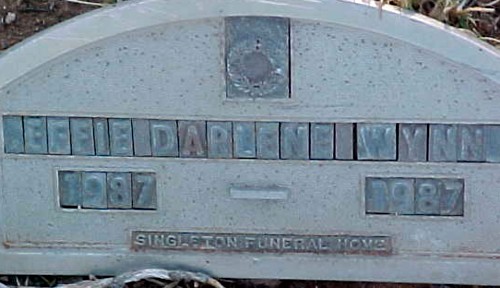 EFFIE DARLENE WYNN
1987 — 1987
SINGLETON FUNERAL HOME